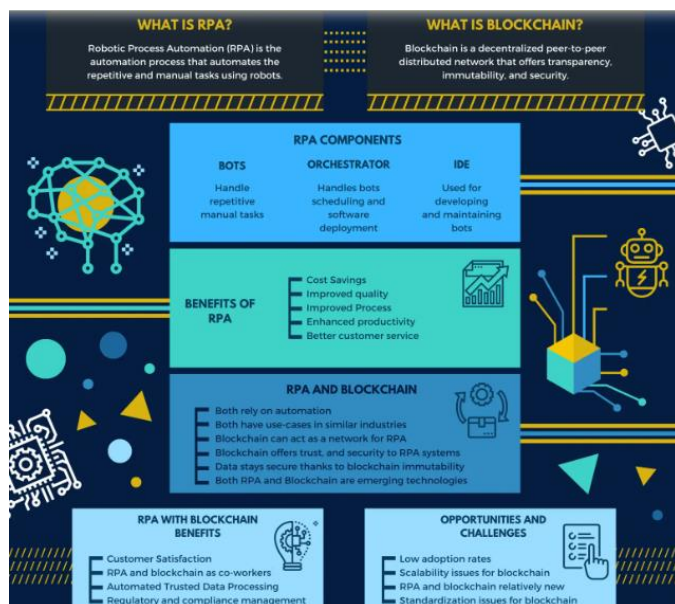 WHAT IS RPA?
Robotic Process Automation (RPA) is the
automation process that automates the
repetitive and manual tasks using robots.
WHAT IS BLOCKCHAIN?
Blockchain is a decentralized peer-to-peer
distributed network that offers transparency,
immutability, and security.
RPA COMPONENTS
BOTS
Handle
repetitive
manual tasks
ORCHESTRATOR
Handles bots
scheduling and
software
deployment
IDE
Used for
developing
and maintaining
bots
BENEFITS OF
RPA
Cost Savings
Improved quality
Improved Process
Enhanced productivity
Better customer service
RPA AND BLOCKCHAIN
Both rely on automation
Both have use-cases in similar industries
Blockchain can act as a network for RPA
Blockchain offers trust, and security to RPA systems
Data stays secure thanks to blockchain immutability
Both RPA and Blockchain are emerging technologies
RPA WITH BLOCKCHAIN
BENEFITS
Customer Satisfaction
RPA and blockchain as co-workers
Automated Trusted Data Processing
Regulatory and compliance management
OPPORTUNITIES AND
CHALLENGES
Low adoption rates
Scalability issues for blockchain
RPA and blockchain relatively new
Standardization issues for blockchain